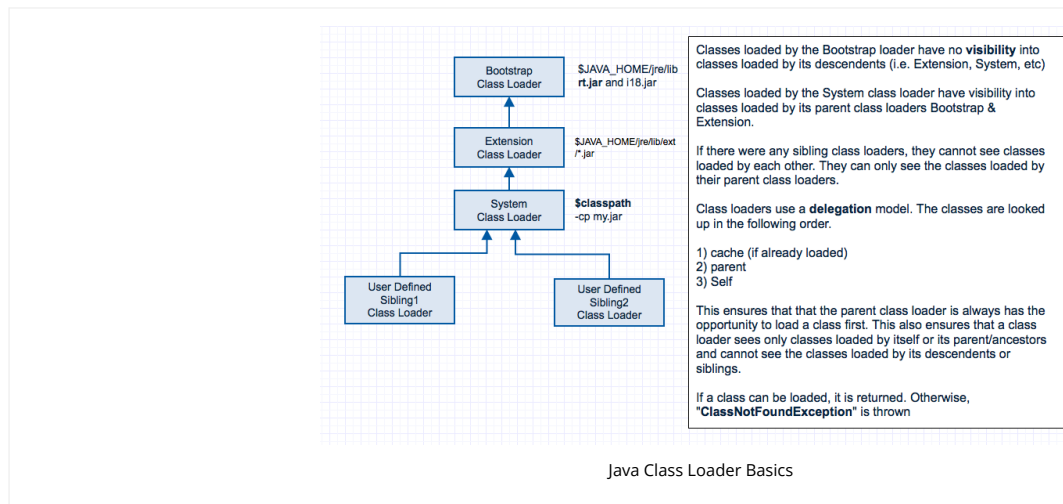 Bootstrap
Class Loader
$JAVA_HOME/jre/lib
rt.jar and i18.jar
Extension
Class Loader
$JAVA_HOME/jre/lib/ext
/*.jar
System
Class Loader
$classpath
-cp my.jar
User Defined
Sibling1
Class Loader
User Defined
Sibling2
Class Loader
Classes loaded by the Bootstrap loader have no visibility into
classes loaded by its descendents (i.e. Extension, System, etc)
Classes loaded by the System class loader have visibility into
classes loaded by its parent class loaders Bootstrap &
Extension.
If there were any sibling class loaders, they cannot see classes
loaded by each other. They can only see the classes loaded by
their parent class loaders.
Class loaders use a delegation model. The classes are looked
up in the following order.
1) cache (if already loaded)
2) parent
3) Self
This ensures that that the parent class loader is always has the
opportunity to load a class first. This also ensures that a class
loader sees only classes loaded by itself or its parent/ancestors
and cannot see the classes loaded by its descendents or
siblings.
If a class can be loaded, it is returned. Otherwise,
"ClassNotFoundException" is thrown
Java Class Loader Basics